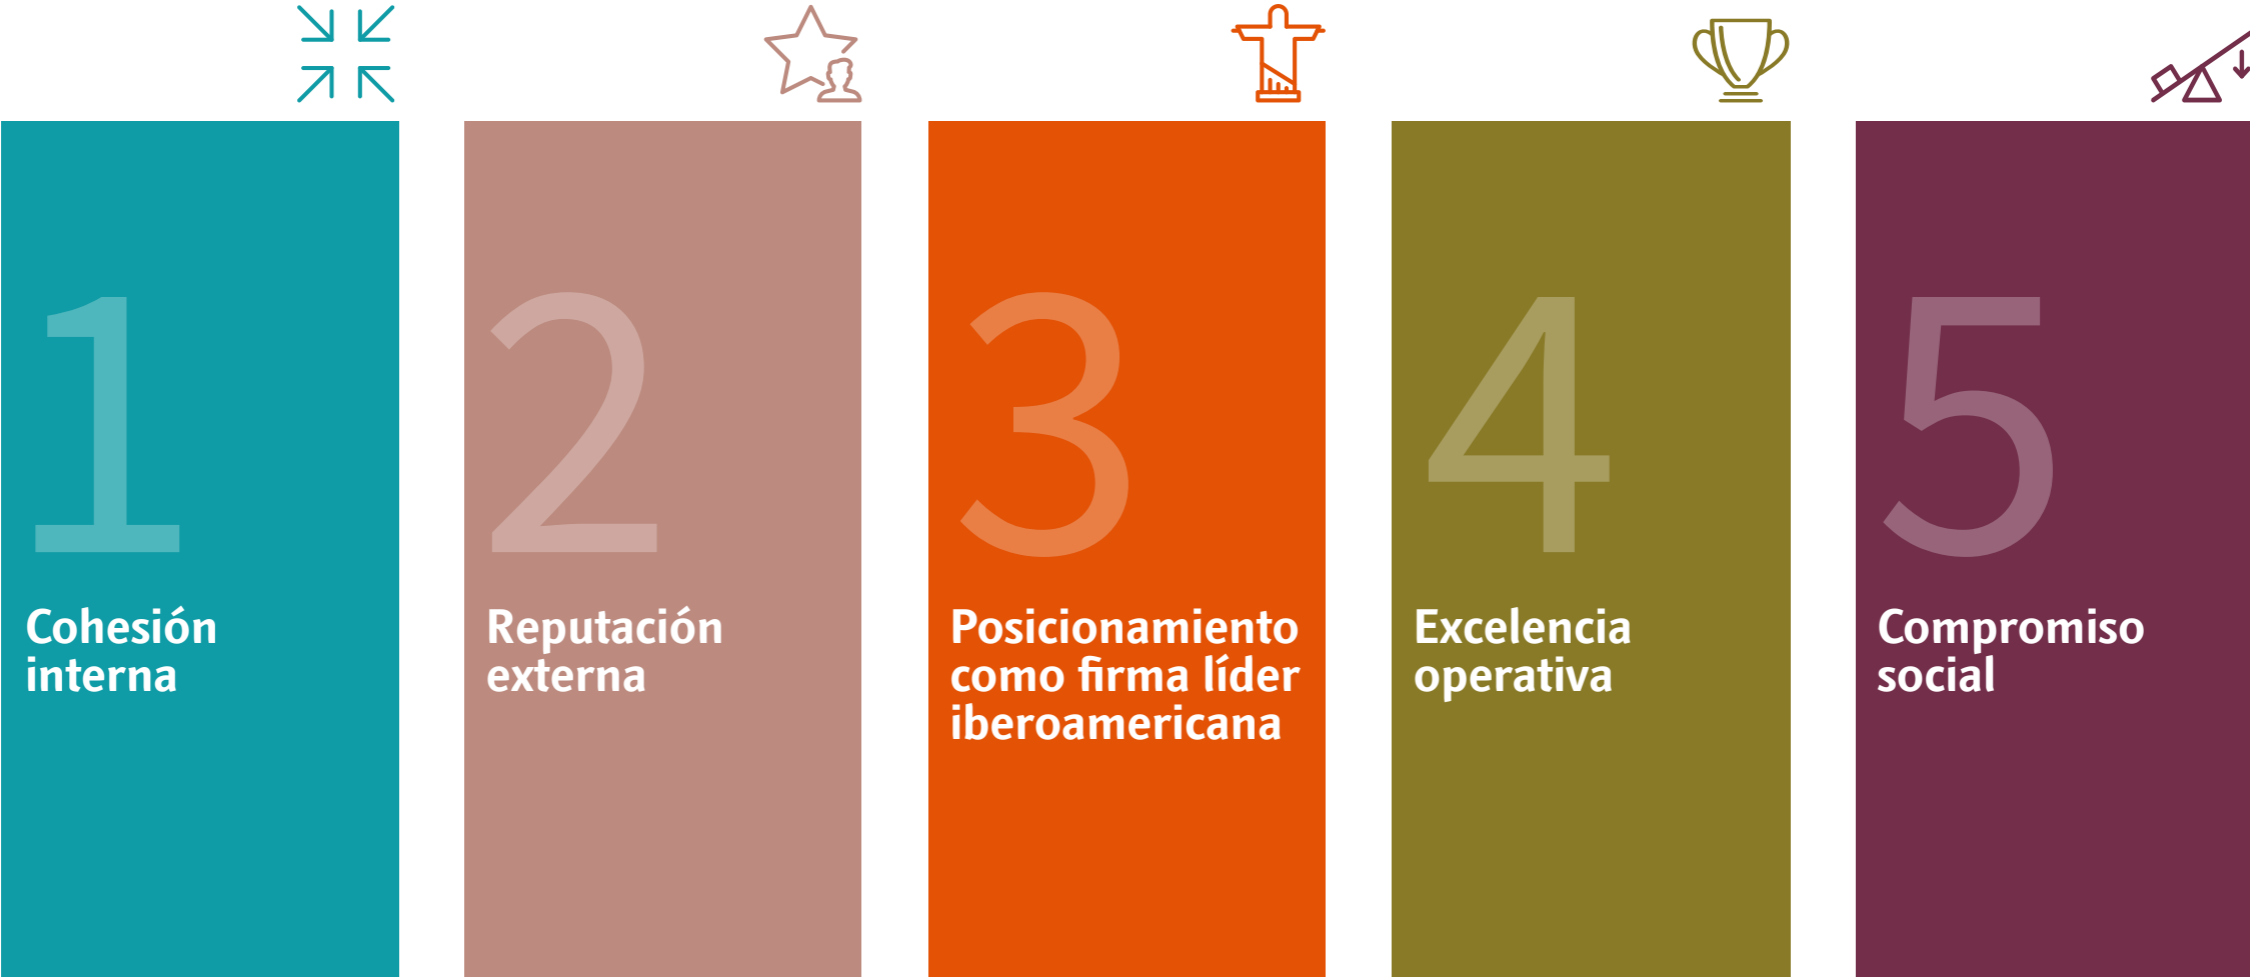 1
Cohesión
interna
2
Reputación
externa
3
Posicionamiento
como firma líder
iberoamericana
4
Excelencia
operativa
5
Compromiso
social